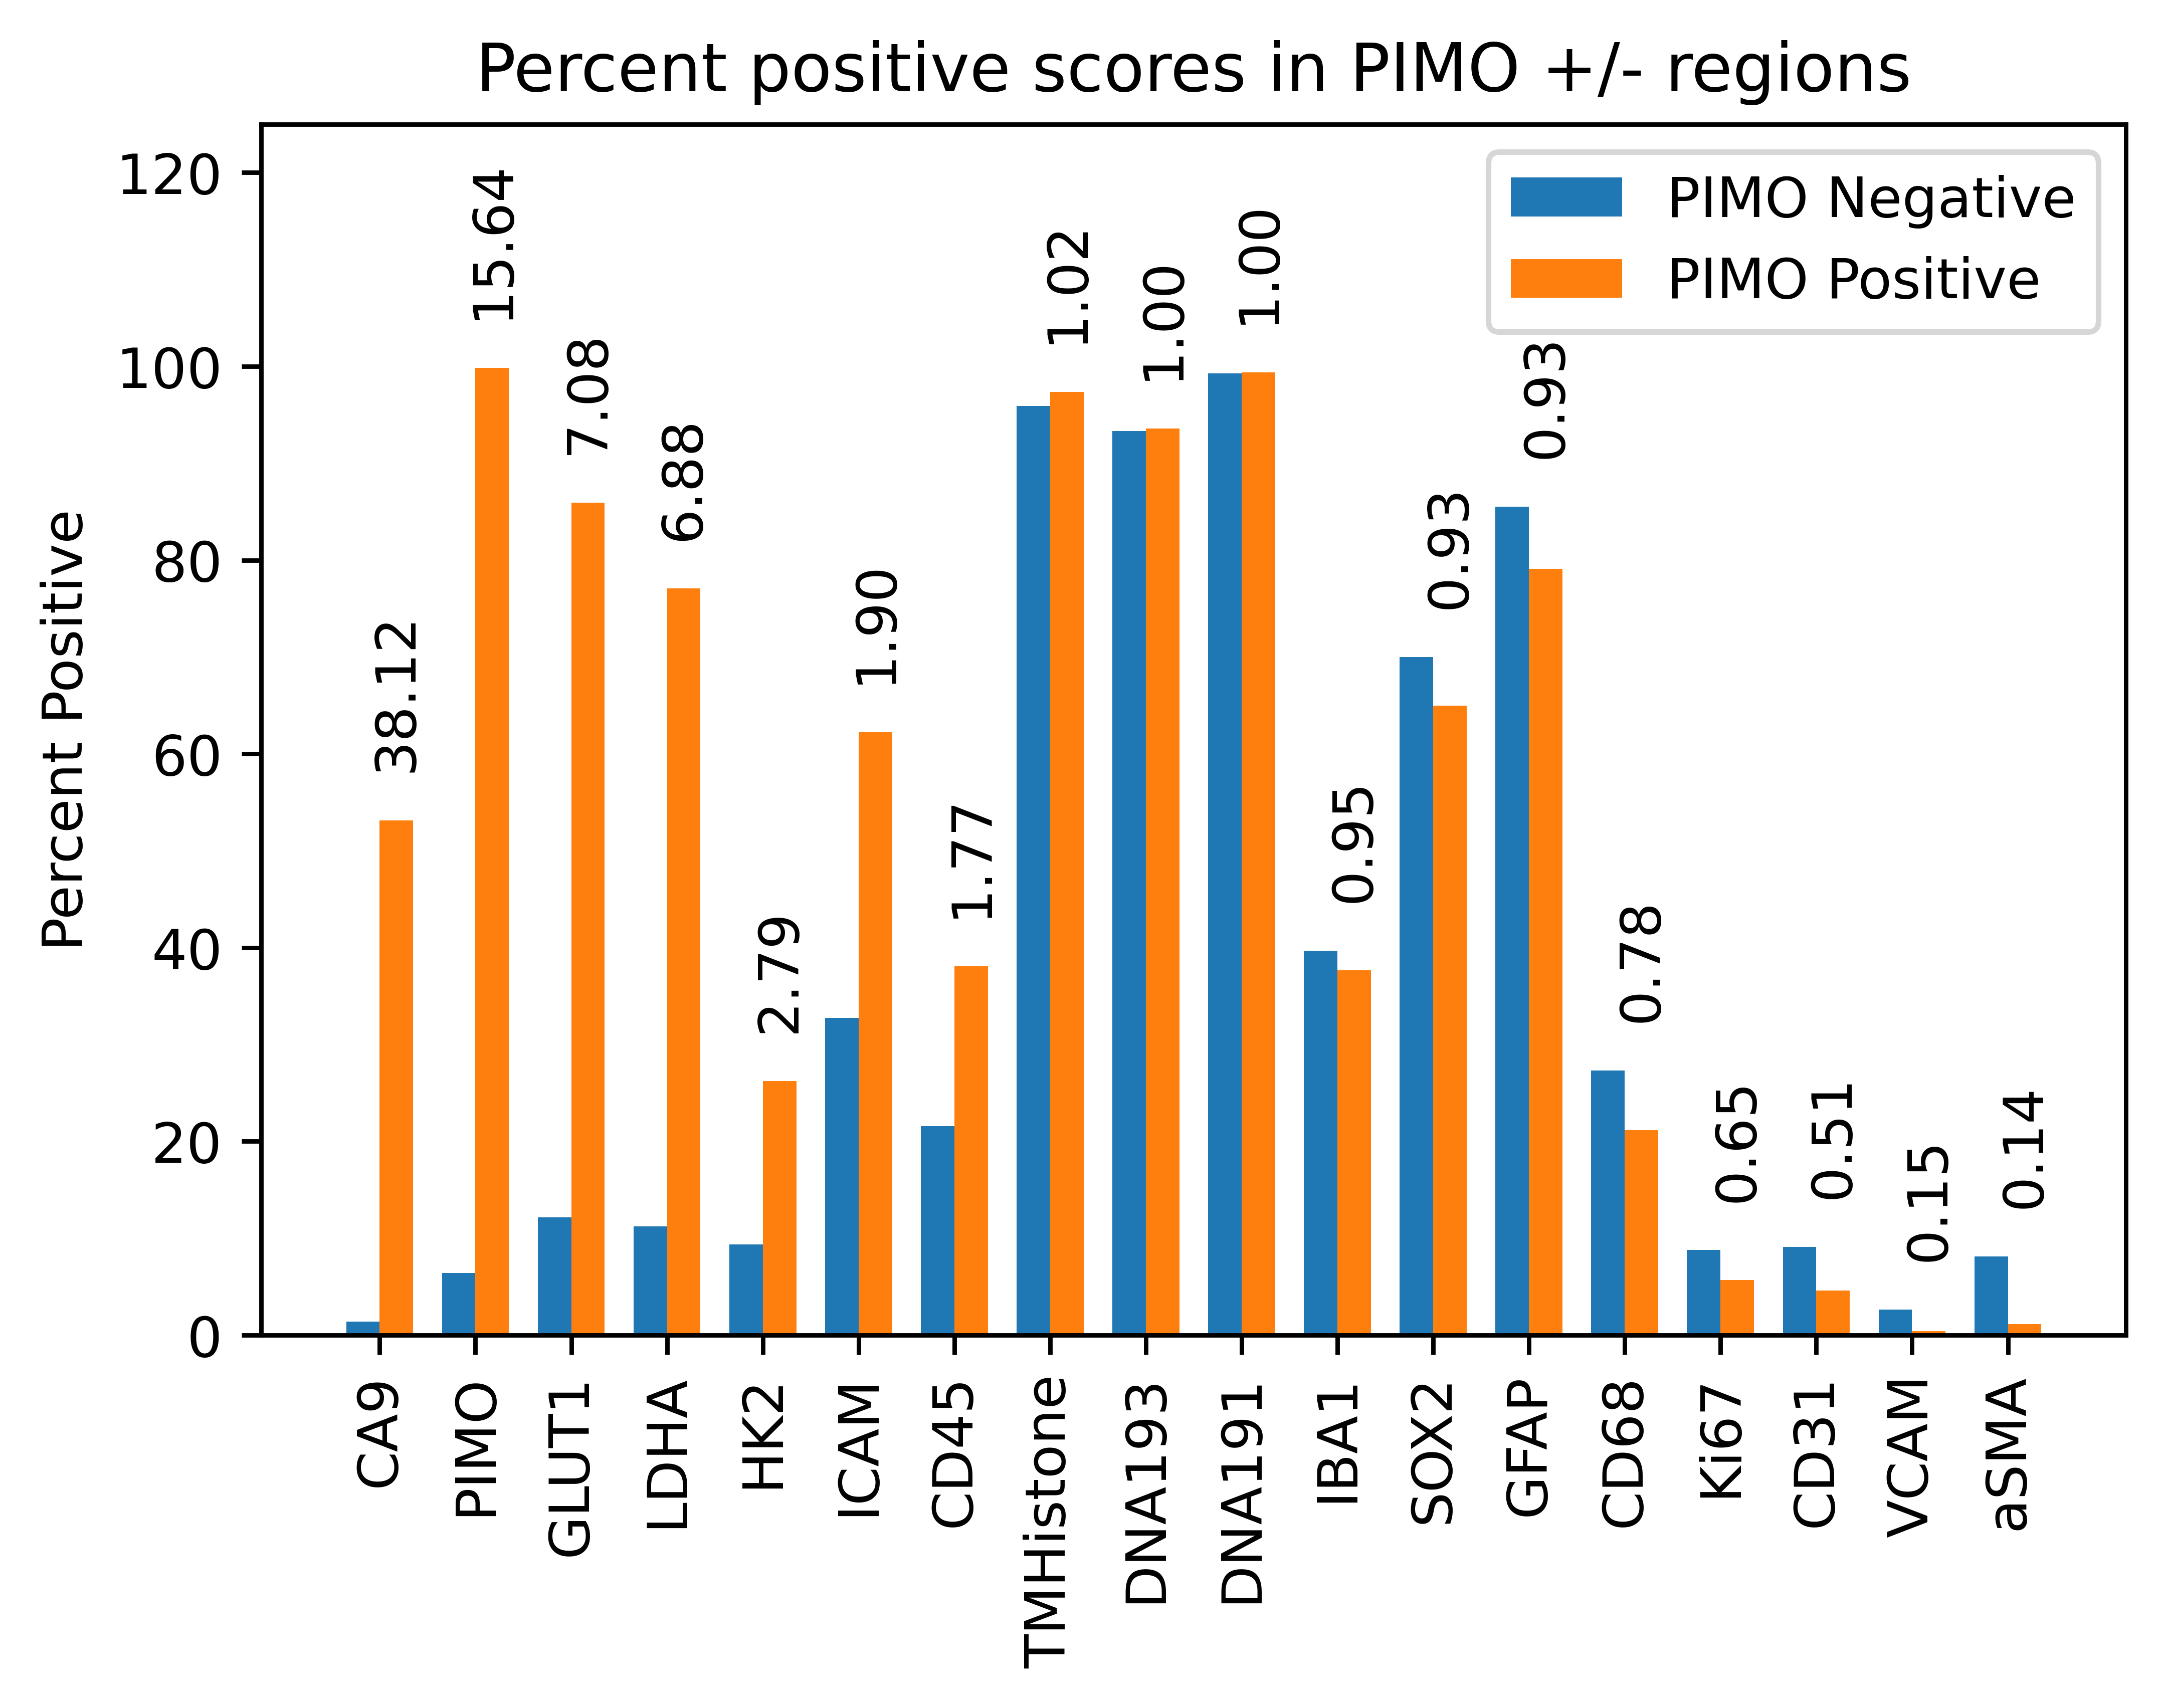 Percent positive scores in PIMO +/- regions
Percent Positive
120
100
80
60
40
20
0
PIMO Negative
PIMO Positive
38.12
15.64
7.08
6.88
2.79
1.90
1.77
1.02
1.00
1.00
0.95
0.93
0.93
0.78
0.65
0.51
0.15
0.14
CA9
PIMO
GLUT1
LDHA
HK2
ICAM
CD45
TMHistone
DNA193
DNA191
IBA1
SOX2
GFAP
CD68
Ki67
CD31
VCAM
aSMA